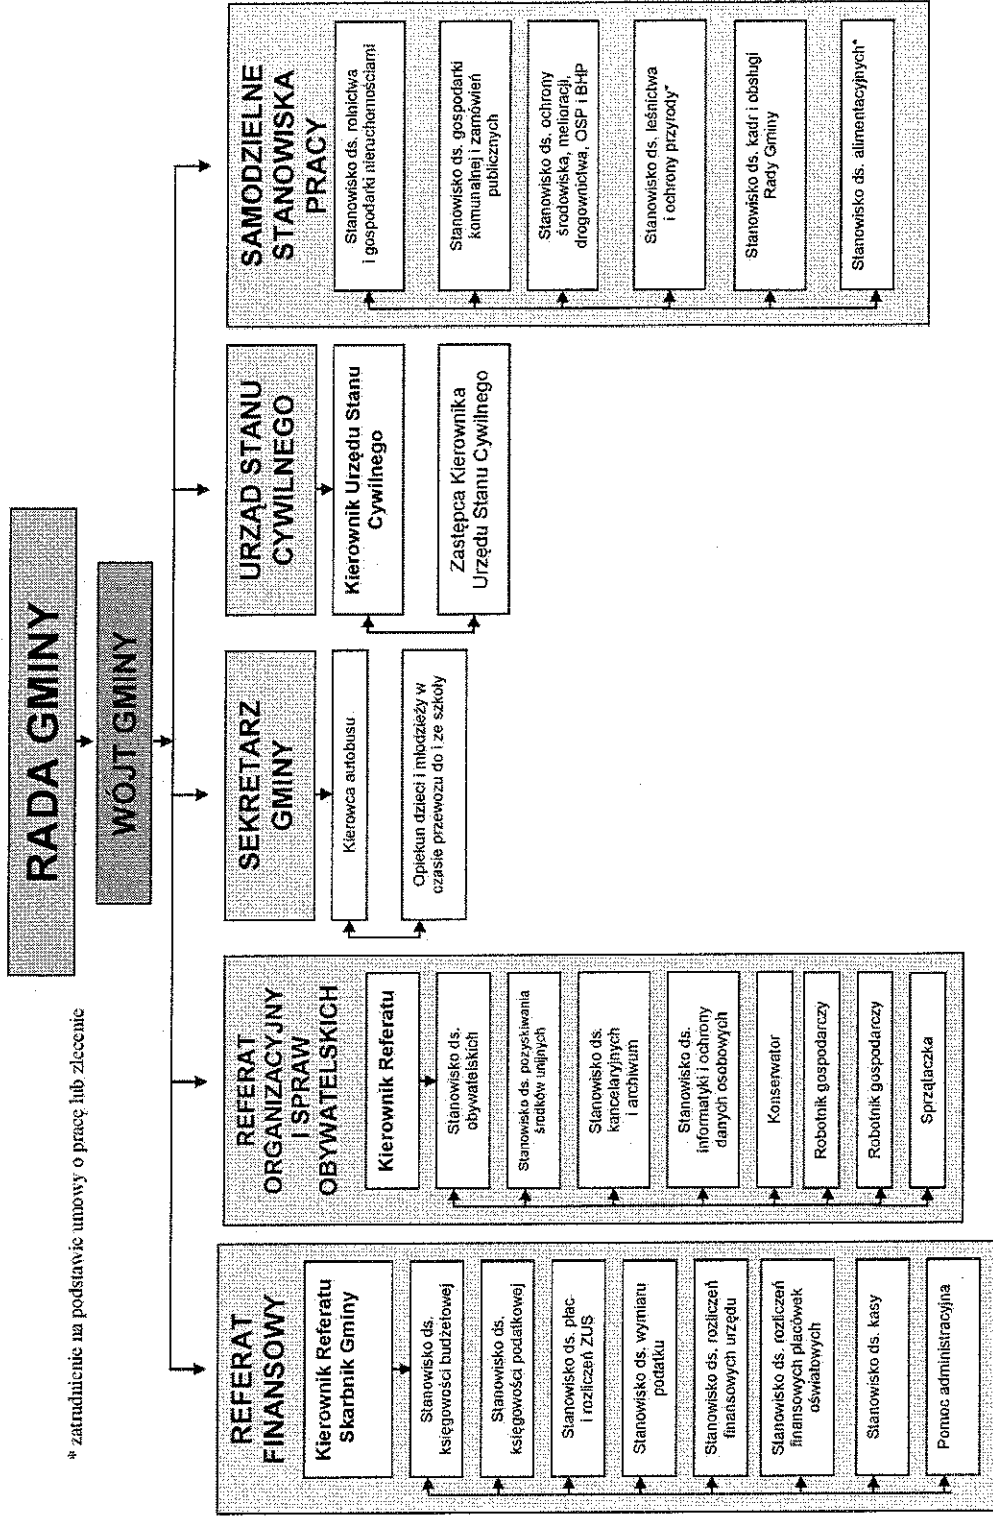 RADA GMINY
WÓJT GMINY
* zatrudnienie na podstawie umowy o pracę lub zlecenie
REFERAT
FINANSOWY
Kierownik Referatu
Skarbnik Gminy
Stanowisko ds.
księgowości budżetowej
Stanowisko ds.
księgowości podatkowej
Stanowisko ds. płac
i rozliczeń ZUS
Stanowisko ds. wymiaru
podatku
Stanowisko ds. rozliczeń
finansowych urzędu
Stanowisko ds. rozliczeń
finansowych placówek
oświatowych
Stanowisko ds. kasy
Pomoc administracyjna
REFERAT
ORGANIZACYJNY
I SPRAW
OBYWATELSKICH
Kierownik Referatu
Stanowisko ds.
obywatelskich
Stanowisko ds. pozyskiwania
środków unijnych
Stanowisko ds.
kancelaryjnych
i archiwum
Stanowisko ds.
informatyki i ochrony
danych osobowych
Konserwator
Robotnik gospodarczy
Robotnik gospodarczy
Sprzątaczka
SEKRETARZ
GMINY
Kierowca autobusu
Opiekun dzieci i młodzieży w
czasie przewozu do i ze szkoły
URZĄD STANU
CYWILNEGO
Kierownik Urzędu Stanu
Cywilnego
Zastępca Kierownika
Urzędu Stanu Cywilnego
SAMODZIELNE
STANOWISKA
PRACY
Stanowisko ds. rolnictwa
i gospodarki nieruchomościami
Stanowisko ds. gospodarki
komunalnej i zamówień
publicznych
Stanowisko ds. ochrony
środowiska, melioracji,
drogownictwa, OSP i BHP
Stanowisko ds. leśnictwa
i ochrony przyrody*
Stanowisko ds. kadr i obsługi
Rady Gminy
Stanowisko ds. alimentacyjnych*